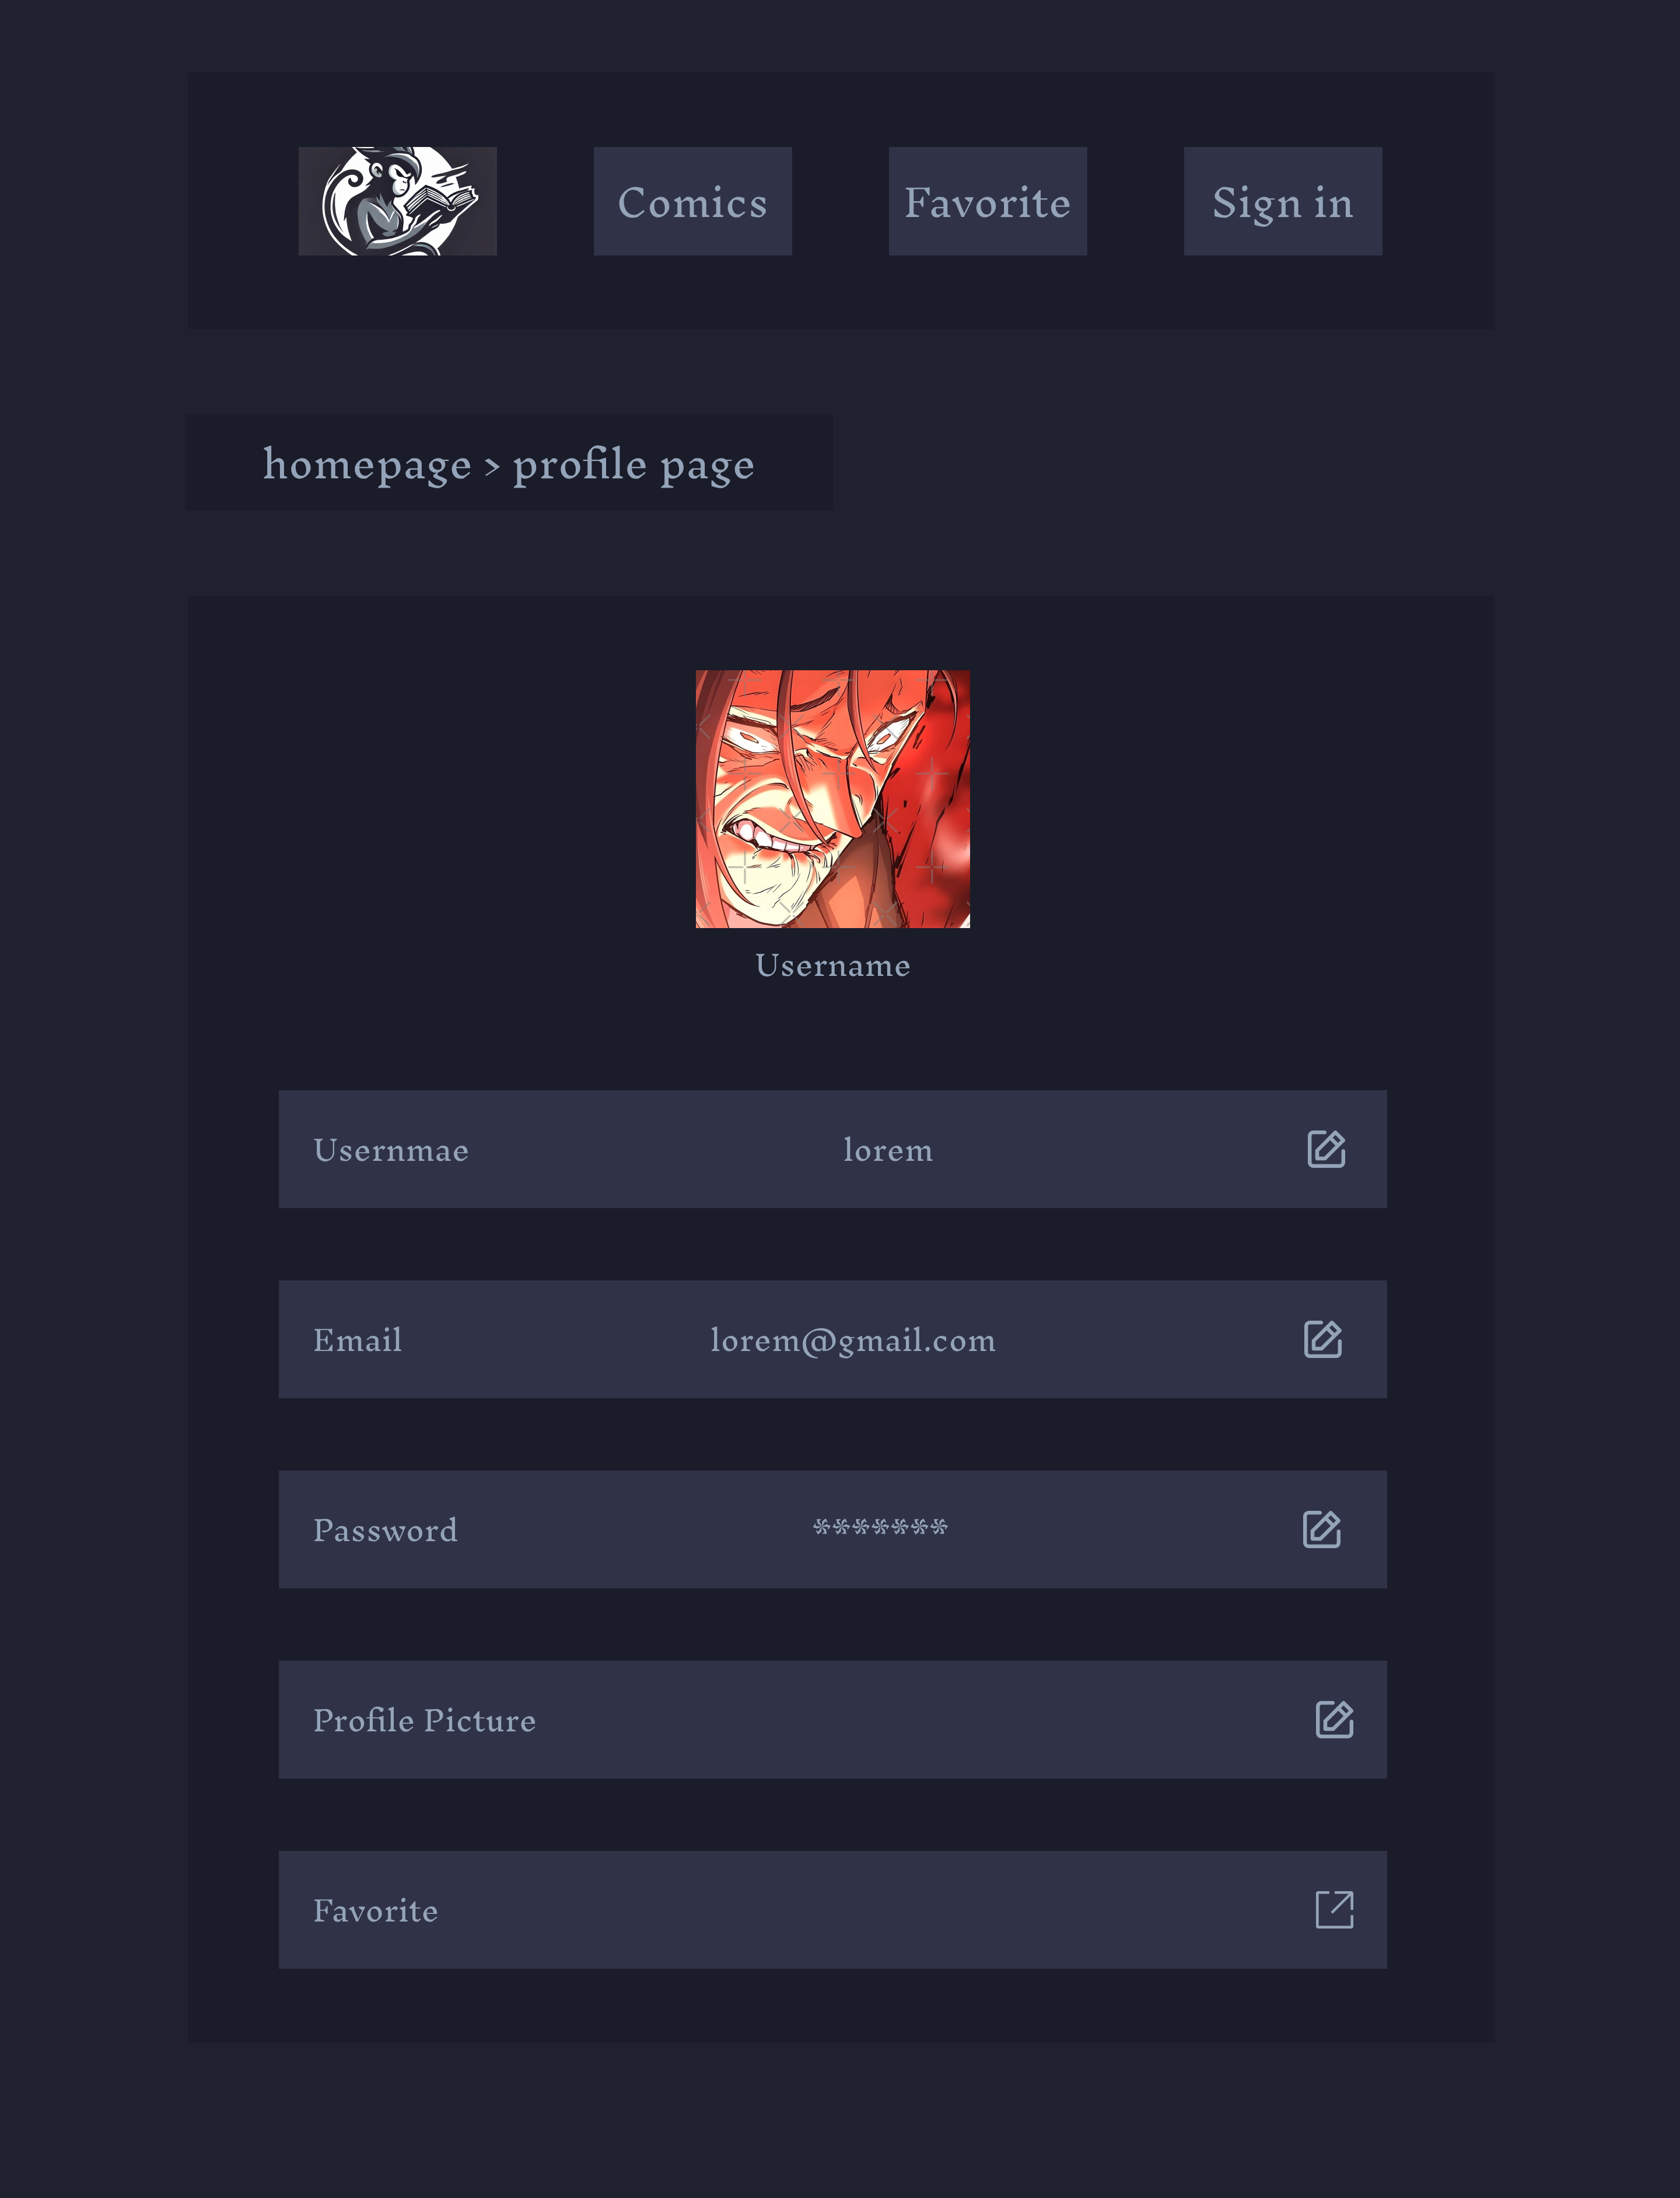 Comics Favorite Sign in
homepage > profile page
Username
Usernmae lorem
Email lorem@gmail.com
Password *******
Profile Picture
Favorite